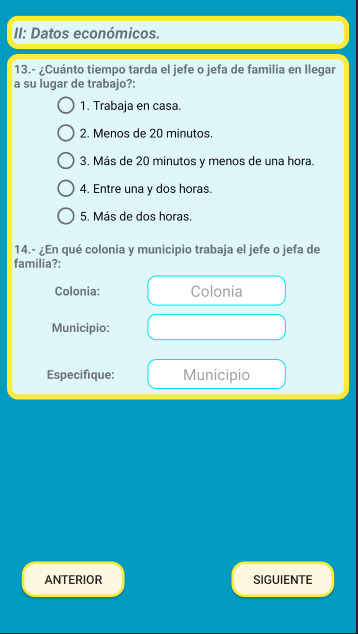 II: Datos económicos.
13.- ¿Cuánto tiempo tarda el jefe o jefa de familia en llegar
a su lugar de trabajo?:
1. Trabaja en casa.
2. Menos de 20 minutos.
3. Más de 20 minutos y menos de una hora.
4. Entre una y dos horas.
5. Más de dos horas.
14.- ¿En qué colonia y municipio trabaja el jefe o jefa de
familia?:
Colonia: Colonia
Municipio:
Especifique: Municipio
ANTERIOR SIGUIENTE